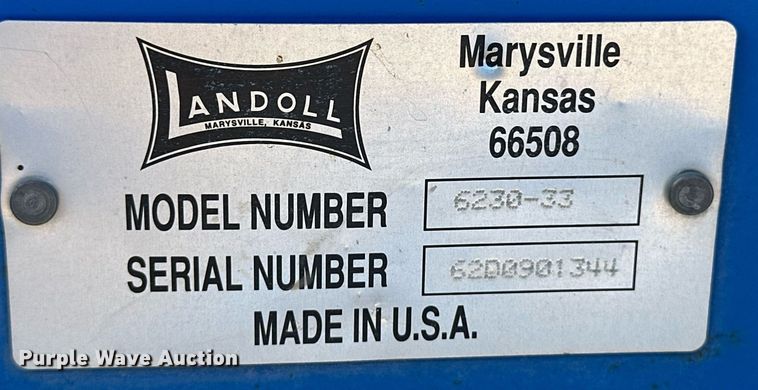 LANDOLL
MARYSVILLE, KANSAS
Marysville
Kansas
66508
MODEL NUMBER 6230-33
SERIAL NUMBER 62D0901344
MADE IN U.S.A.
Purple Wave Auction